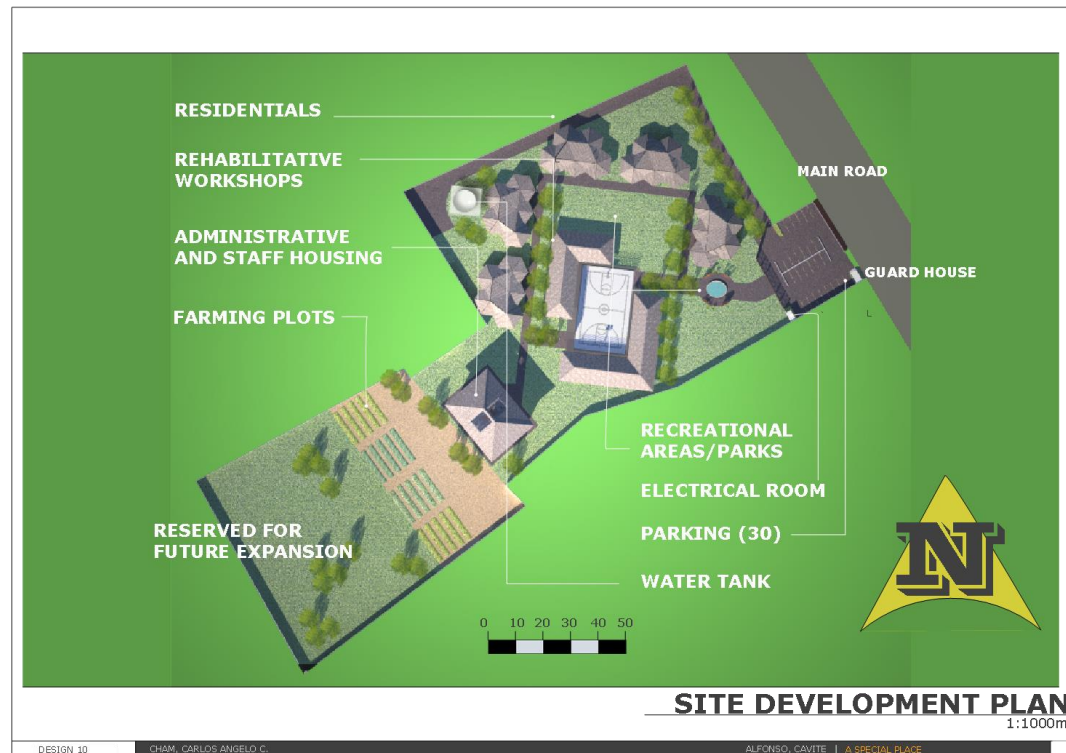 RESIDENTIALS
REHABILITATIVE
WORKSHOPS
ADMINISTRATIVE
AND STAFF HOUSING
FARMING PLOTS
RESERVED FOR
FUTURE EXPANSION
MAIN ROAD
GUARD HOUSE
RECREATIONAL
AREAS/PARKS
ELECTRICAL ROOM
PARKING (30)
WATER TANK
0 10 20 30 40 50
N
SITE DEVELOPMENT PLAN
1:1000m
DESIGN 10 CHAM, CARLOS ANGELO C. ALFONSO, CAVITE | A SPECIAL PLACE